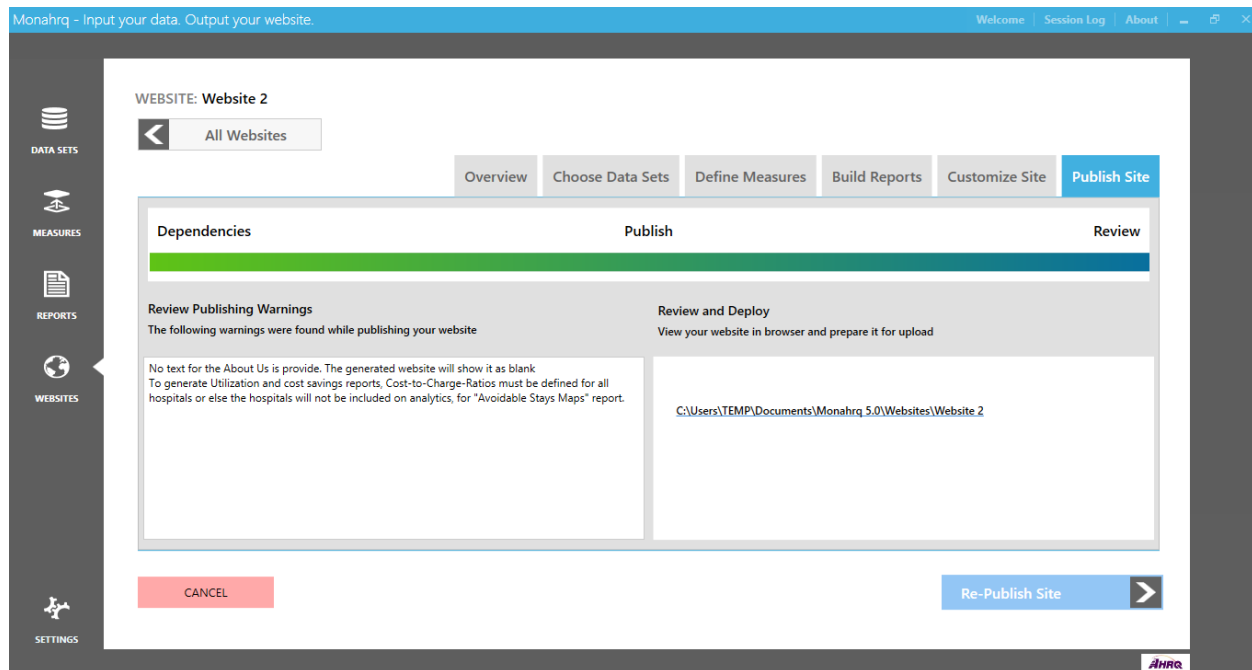 Monahrq - Input your data. Output your website.
Welcome Session Log About
WEBSITE: Website 2
All Websites
DATA SETS
MEASURES
REPORTS
WEBSITES
SETTINGS
Overview Choose Data Sets Define Measures Build Reports Customize Site Publish Site
Dependencies Publish Review
Review Publishing Warnings
The following warnings were found while publishing your website
No text for the About Us is provide. The generated website will show it as blank
To generate Utilization and cost savings reports, Cost-to-Charge-Ratios must be defined for all
hospitals or else the hospitals will not be included on analytics, for "Avoidable Stays Maps" report.
Review and Deploy
View your website in browser and prepare it for upload
C:\Users\TEMP\Documents\Monahrq 5.0\Websites\Website 2
CANCEL
Re-Publish Site
AHRQ